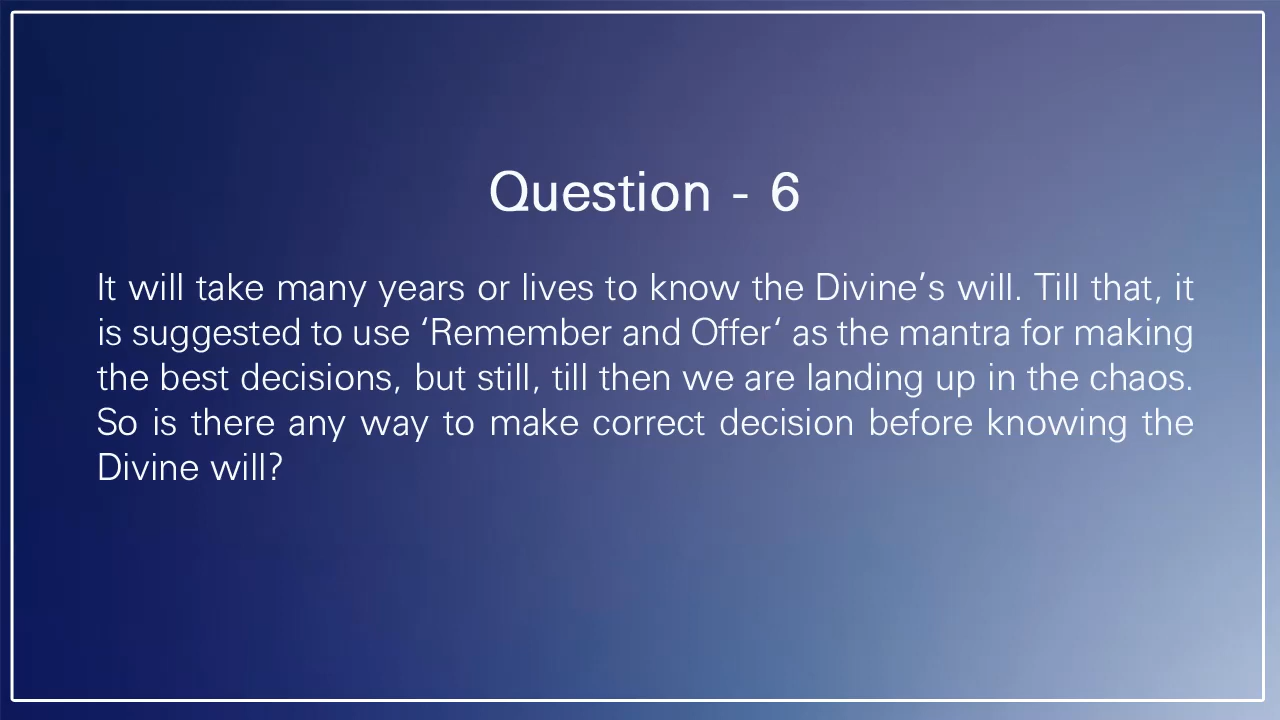 Question - 6
It will take many years or lives to know the Divine’s will. Till that, it
is suggested to use ‘Remember and Offer‘ as the mantra for making
the best decisions, but still, till then we are landing up in the chaos.
So is there any way to make correct decision before knowing the
Divine will?